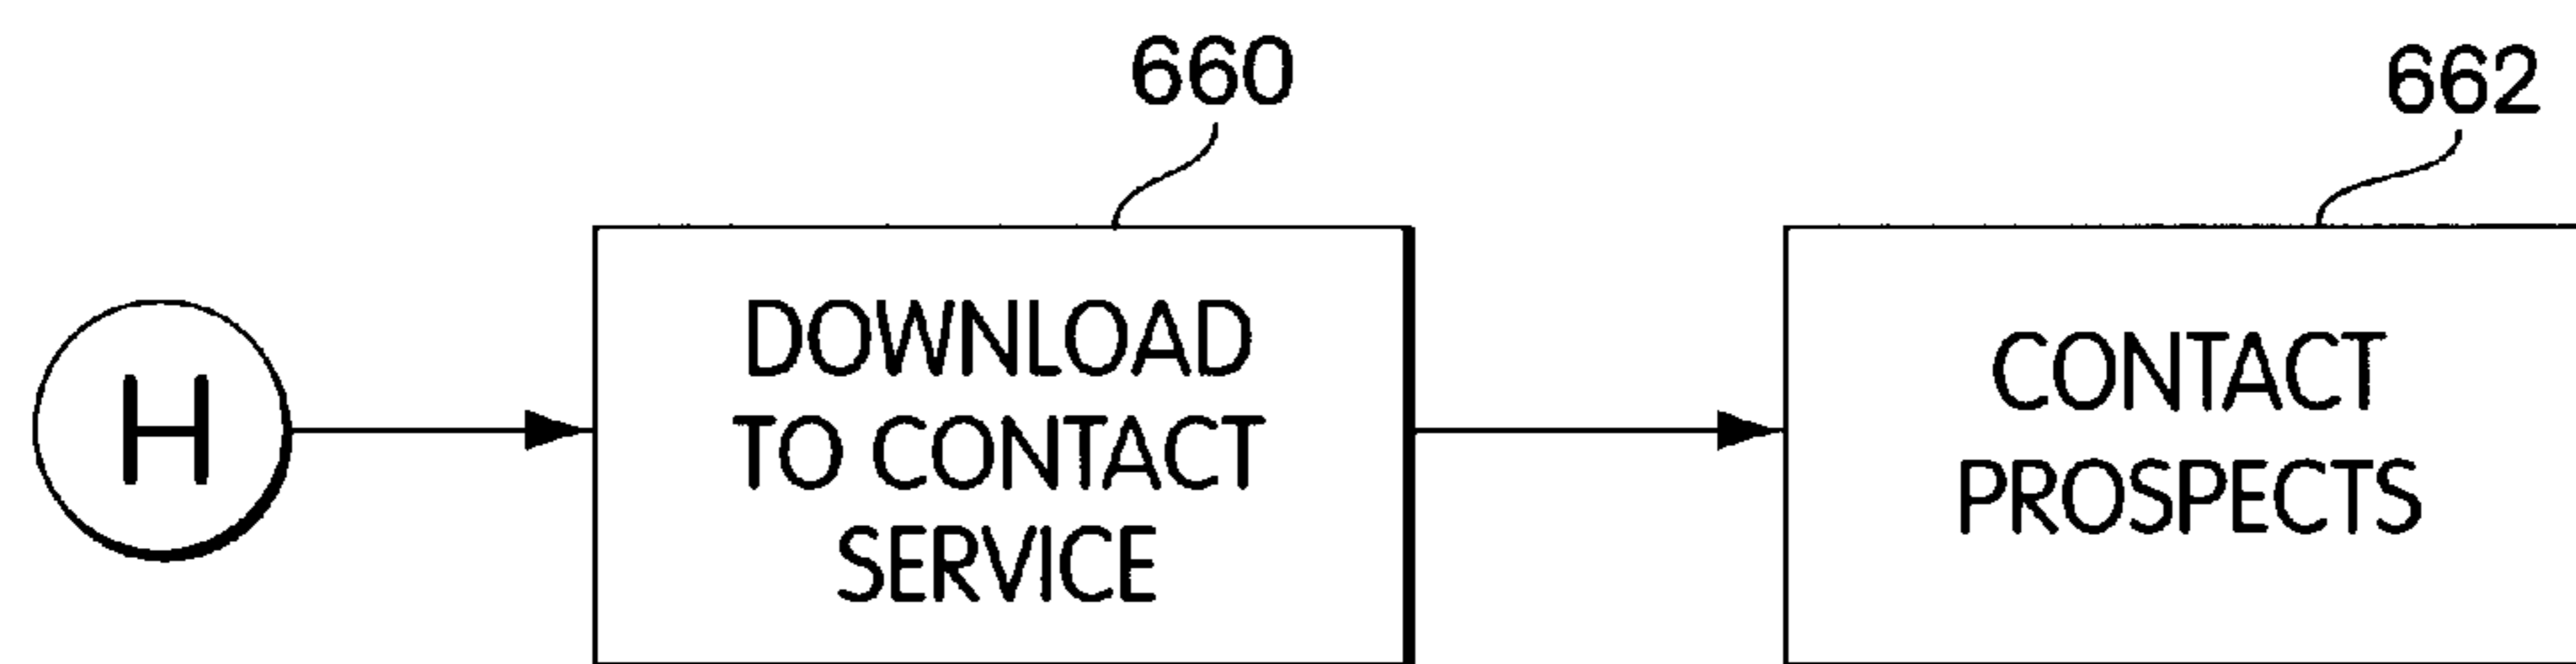 660
662
H
DOWNLOAD
TO CONTACT
SERVICE
CONTACT
PROSPECTS